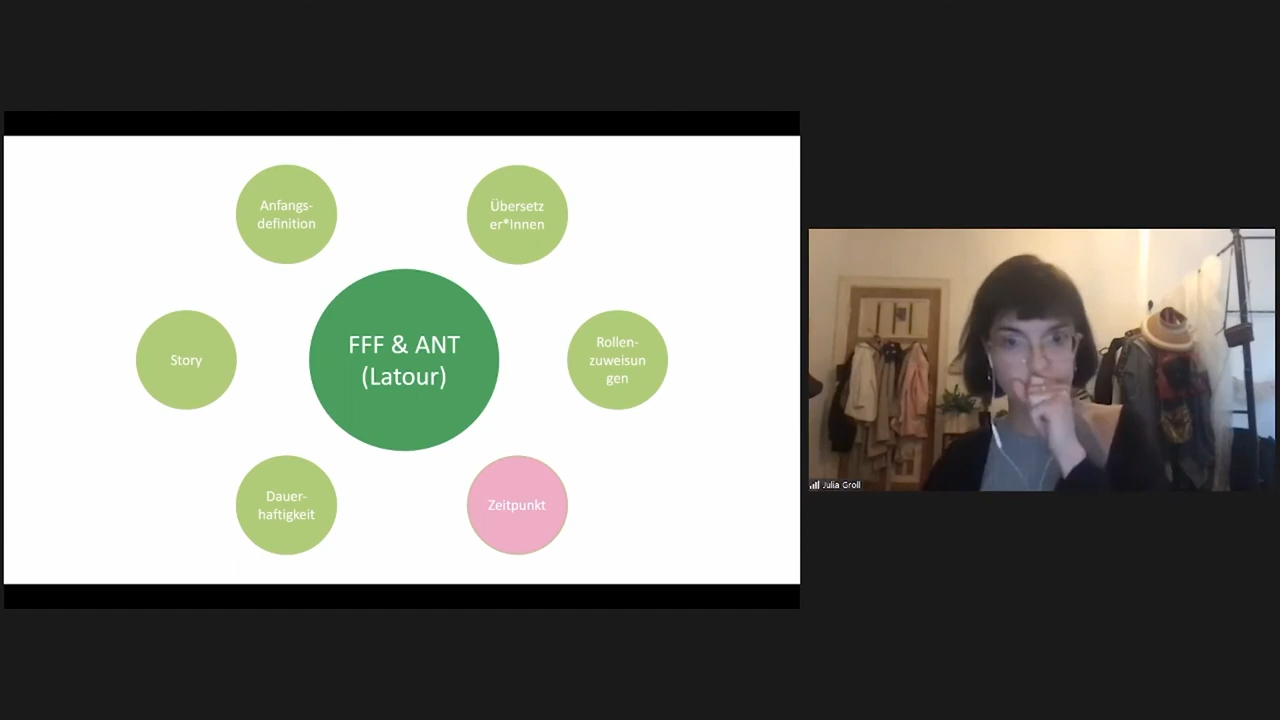 Anfangs-
definition
Übersetz
er*Innen
Story
FFF & ANT
(Latour)
Rollen-
zuweisun
gen
Dauer-
haftigkeit
Zeitpunkt
Julia Groll